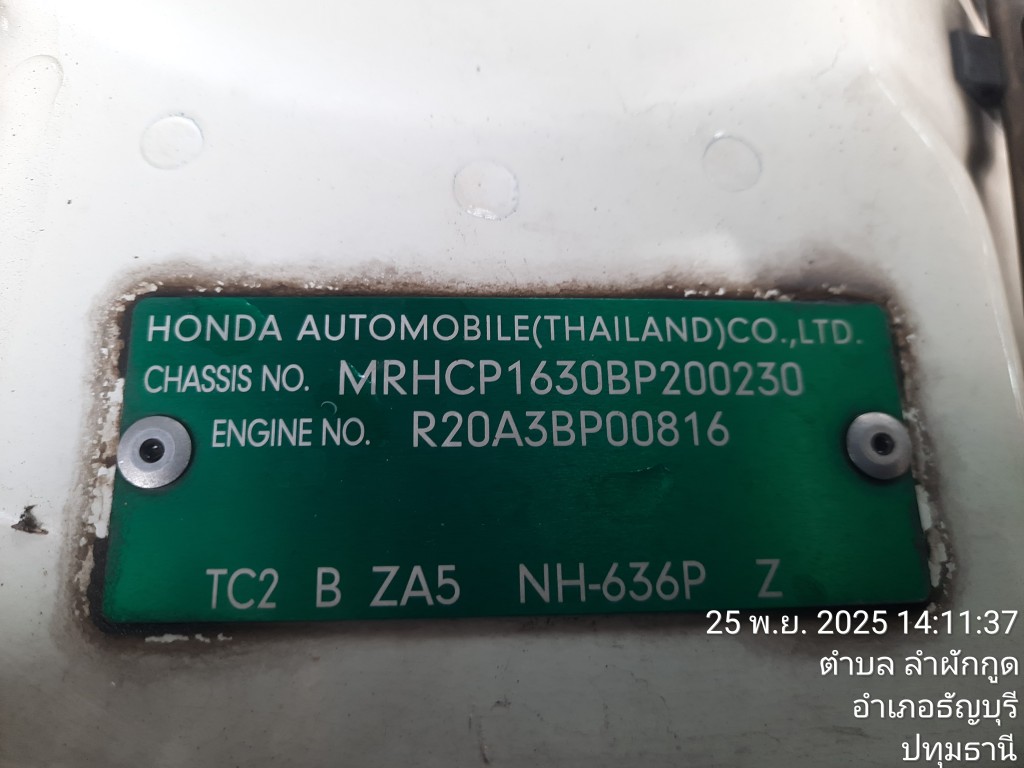 HONDA AUTOMOBILE(THAILAND)CO.,LTD.
CHASSIS NO. MRHCP1630BP200230
ENGINE NO. R20A3BP00816
TC2 B ZA5 NH-636P Z
25 พ.ย. 2025 14:11:37
ตำบล ลำผักกูด
อำเภอธัญบุรี
ปทุมธานี